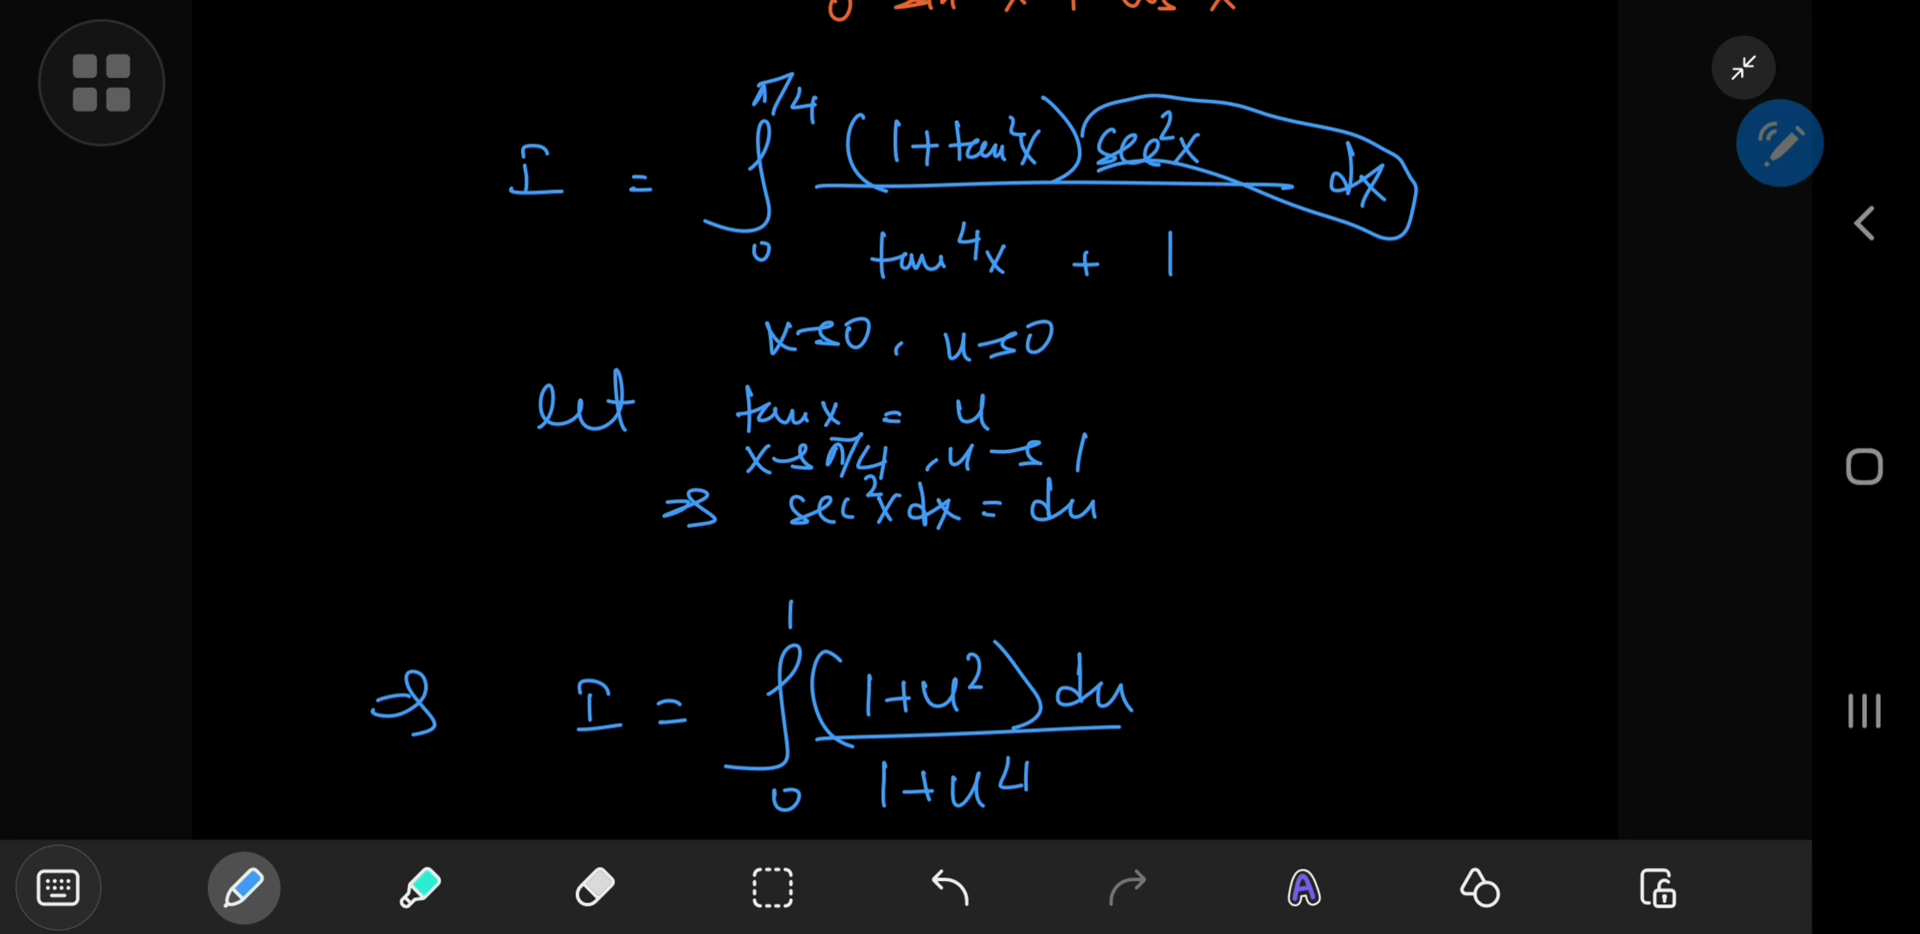 I = ∫₀^π/4 (1+tan²x) sec²x dx / tan⁴x + 1
x→0, u→0
let tanx = u
x→π/4, u→1
⇒ sec²x dx = du
⇒ I = ∫₀¹ (1+u²) du / 1+u⁴
A